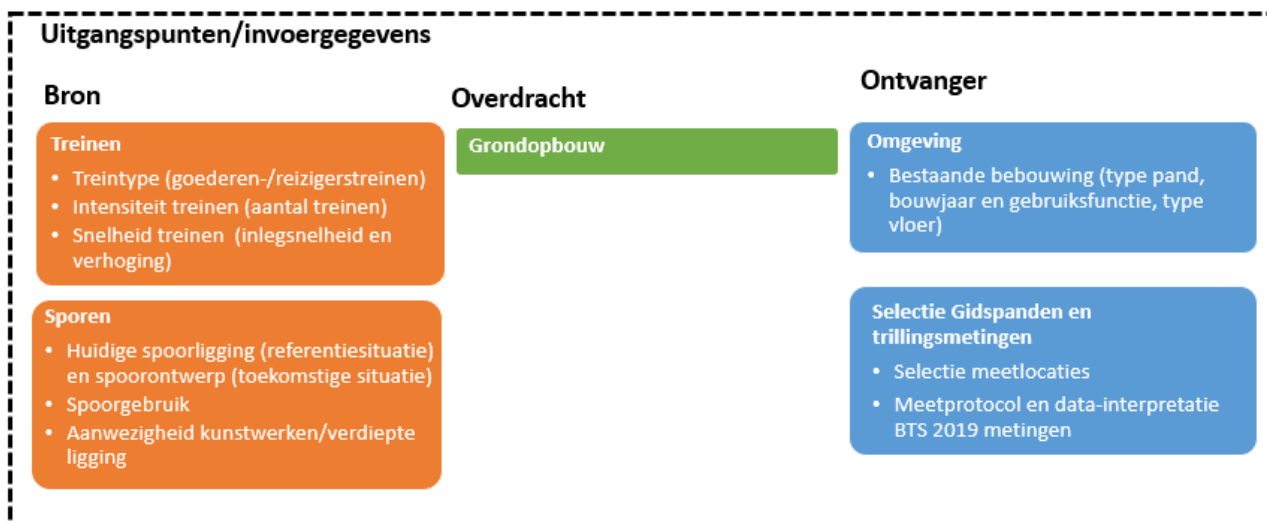 Uitgangspunten/invoergegevens
Bron
Treinen
• Treintype (goederen-/reizigerstreinen)
• Intensiteit treinen (aantal treinen)
• Snelheid treinen (inlegsnelheid en
verhoging)
Sporen
• Huidige spoorligging (referentiesituatie)
en spoorontwerp (toekomstige situatie)
• Spoorgebruik
• Aanwezigheid kunstwerken/verdiepte
ligging
Overdracht
Grondopbouw
Ontvanger
Omgeving
• Bestaande bebouwing (type pand,
bouwjaar en gebruiksfunctie, type
vloer)
Selectie Gidspanden en
trillingsmetingen
• Selectie meetlocaties
• Meetprotocol en data-interpretatie
BTS 2019 metingen